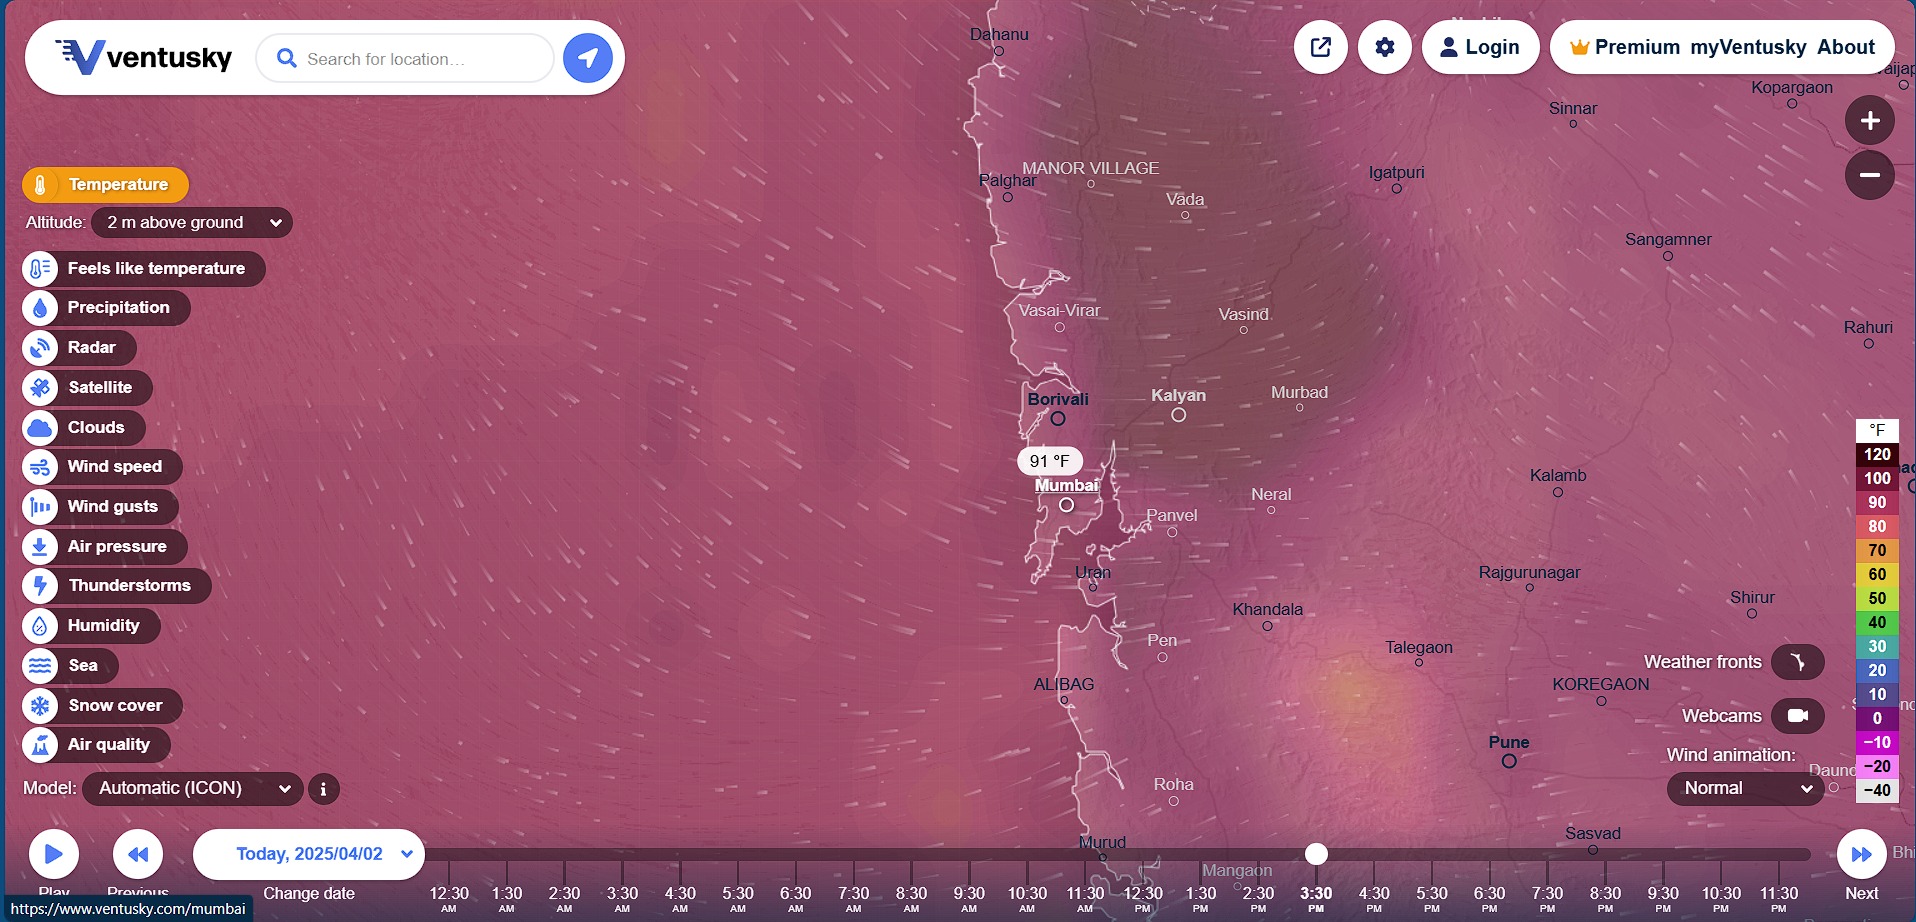 ventusky
Search for location...
Login
Premium myVentusky About
Temperature
Altitude: 2 m above ground
Feels like temperature
Precipitation
Radar
Satellite
Clouds
Wind speed
Wind gusts
Air pressure
Thunderstorms
Humidity
Sea
Snow cover
Air quality
Model: Automatic (ICON)
Dahanu
MANOR VILLAGE
Palghar
Vada
Vasai-Virar
Vasind
Borivali
Kalyan
Murbad
91 °F
Mumbai
Neral
Panvel
Uran
Khandala
Pen
ALIBAG
Roha
Murud
Mangaon
Sinnar
Kopargaon
Igatpuri
Sangamner
Rahuri
Kalamb
Rajgurunagar
Shirur
Talegaon
KOREGAON
Pune
Daund
Sasvad
°F
120
100
90
80
70
60
50
40
30
20
10
0
−10
−20
−40
Weather fronts
Webcams
Wind animation:
Normal
Play
Previous
Today, 2025/04/02
Change date
12:30 AM
1:30 AM
2:30 AM
3:30 AM
4:30 AM
5:30 AM
6:30 AM
7:30 AM
8:30 AM
9:30 AM
10:30 AM
11:30 AM
12:30 PM
1:30 PM
2:30 PM
3:30 PM
4:30 PM
5:30 PM
6:30 PM
7:30 PM
8:30 PM
9:30 PM
10:30 PM
11:30 PM
Next
https://www.ventusky.com/mumbai